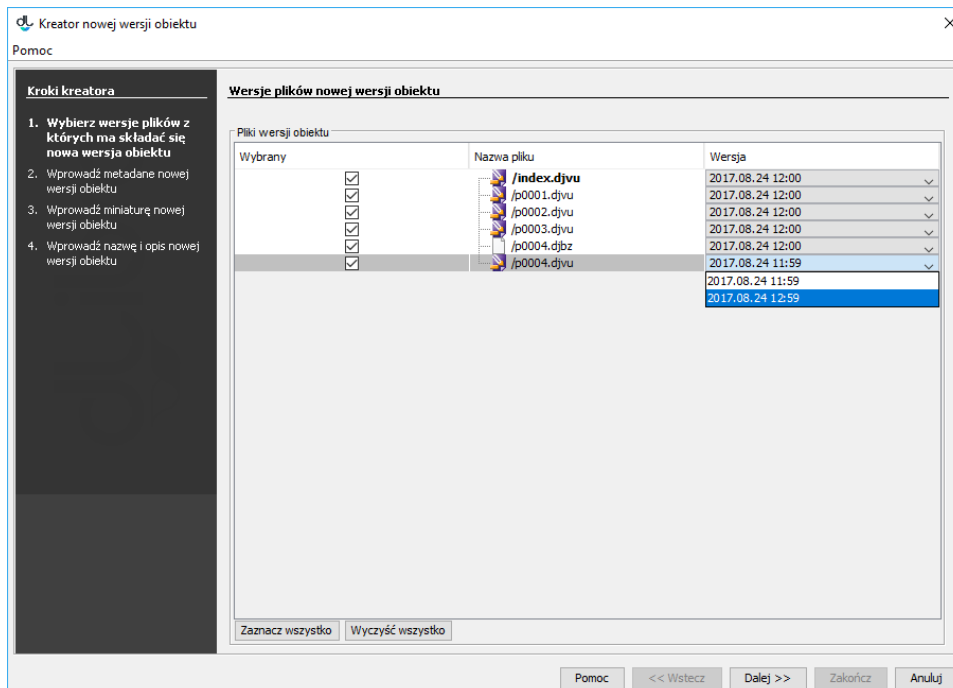 Kreator nowej wersji obiektu
Pomoc
Kroki kreatora
1. Wybierz wersje plików z
których ma składać się
nowa wersja obiektu
2. Wprowadź metadane nowej
wersji obiektu
3. Wprowadź miniaturę nowej
wersji obiektu
4. Wprowadź nazwę i opis nowej
wersji obiektu
Wersje plików nowej wersji obiektu
Pliki wersji obiektu
Wybrany Nazwa pliku Wersja
/index.djvu 2017.08.24 12:00
/p0001.djvu 2017.08.24 12:00
/p0002.djvu 2017.08.24 12:00
/p0003.djvu 2017.08.24 12:00
/p0004.djbz 2017.08.24 12:00
/p0004.djvu 2017.08.24 11:59
2017.08.24 11:59
2017.08.24 12:59
Zaznacz wszystko Wyczyść wszystko
Pomoc << Wstecz Dalej >> Zakończ Anuluj